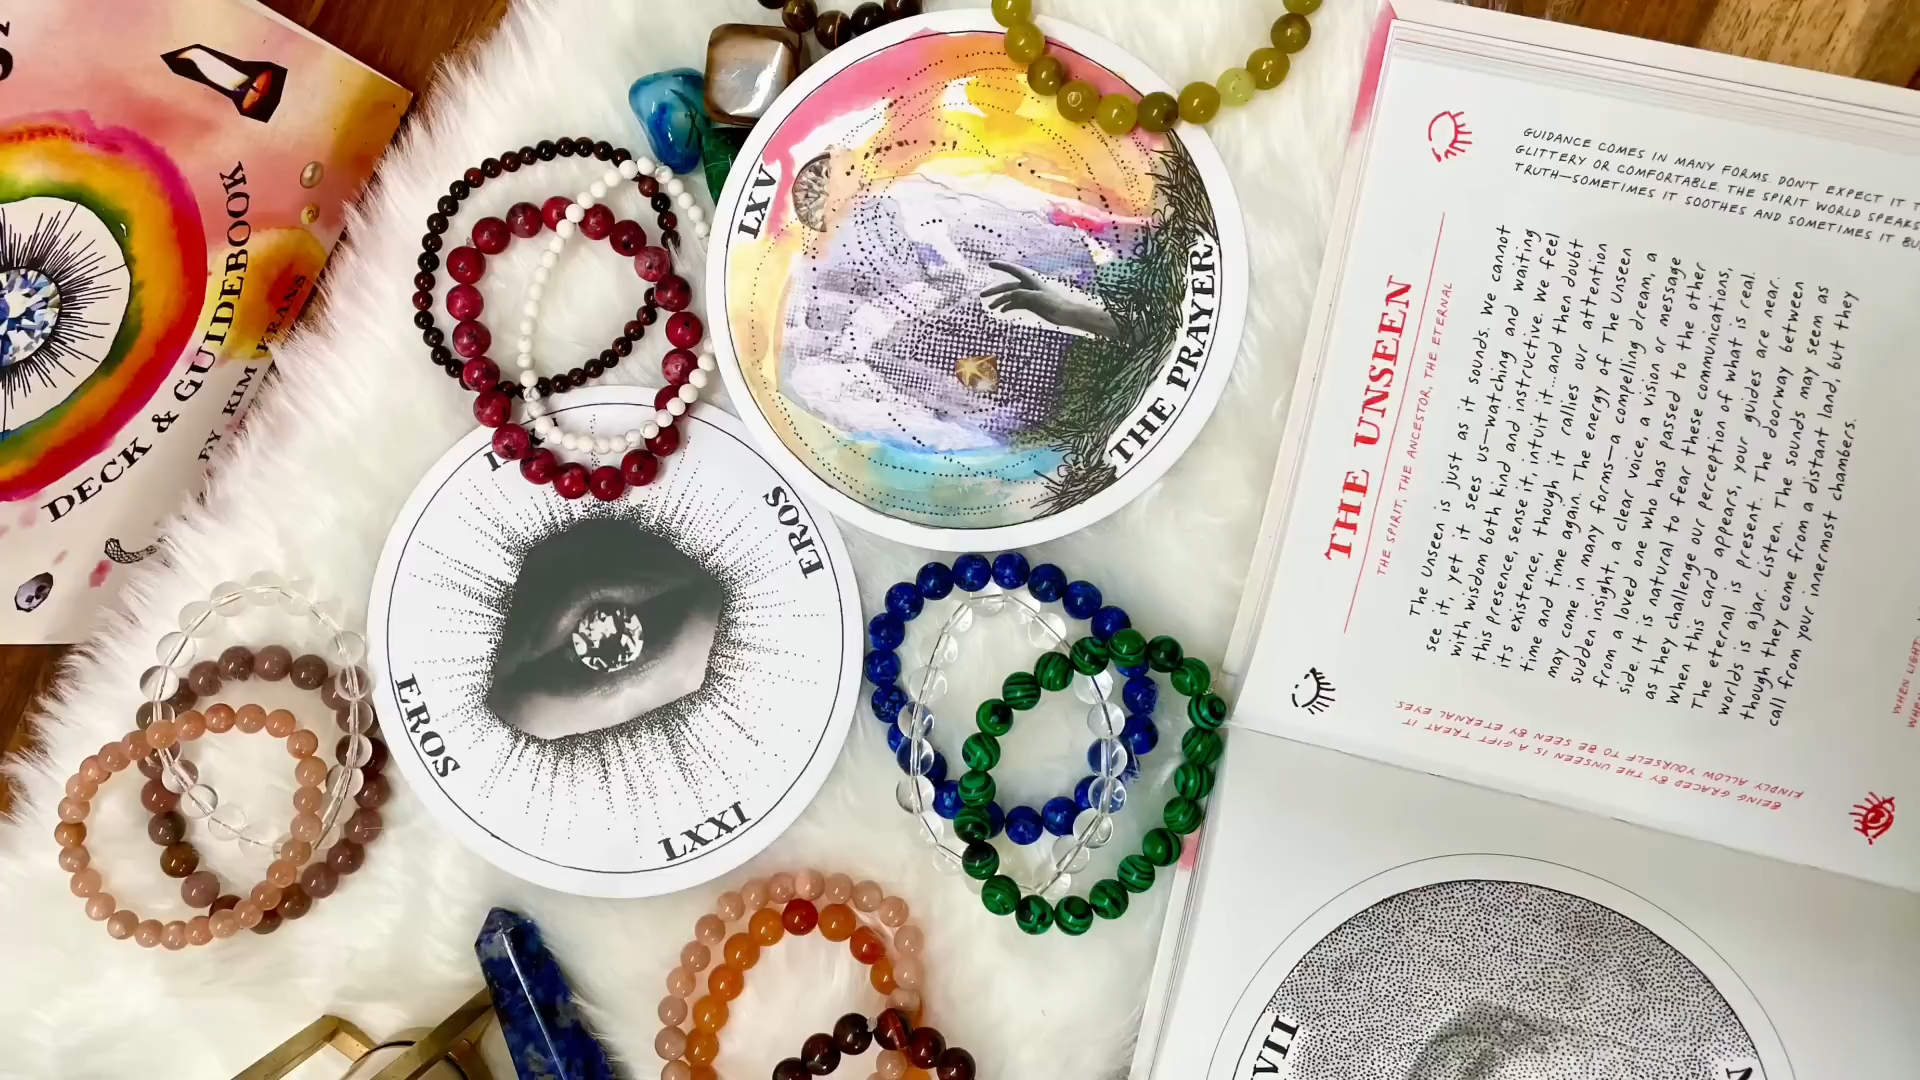 DECK & GUIDEBOOK
BY KIM KRANS
LXV
THE PRAYER
EROS
EROS
LXXI
GUIDANCE COMES IN MANY FORMS. DON'T EXPECT IT T
GLITTERY OR COMFORTABLE. THE SPIRIT WORLD SPEAKS
TRUTH—SOMETIMES IT SOOTHES AND SOMETIMES IT BU
THE UNSEEN
THE SPIRIT, THE ANCESTOR, THE ETERNAL
The Unseen is just as it sounds. We cannot
see it, yet it sees us—watching and waiting
with wisdom both kind and instructive. We feel
this presence, sense it, intuit it...and then doubt
its existence, though it rallies our attention
time and time again. The energy of The Unseen
may come in many forms—a compelling dream, a
sudden insight, a clear voice, a vision or message
from a loved one who has passed to the other
side. It is natural to fear these communications,
as they challenge our perception of what is real.
When this card appears, your guides are near.
The eternal is present. The doorway between
worlds is ajar. Listen. The sounds may seem as
though they come from a distant land, but they
call from your innermost chambers.
BEING GRACED BY THE UNSEEN IS A GIFT TREAT IT
KINDLY ALLOW YOURSELF TO BE SEEN BY ETERNAL EYES
WHEN LIGHT
VII